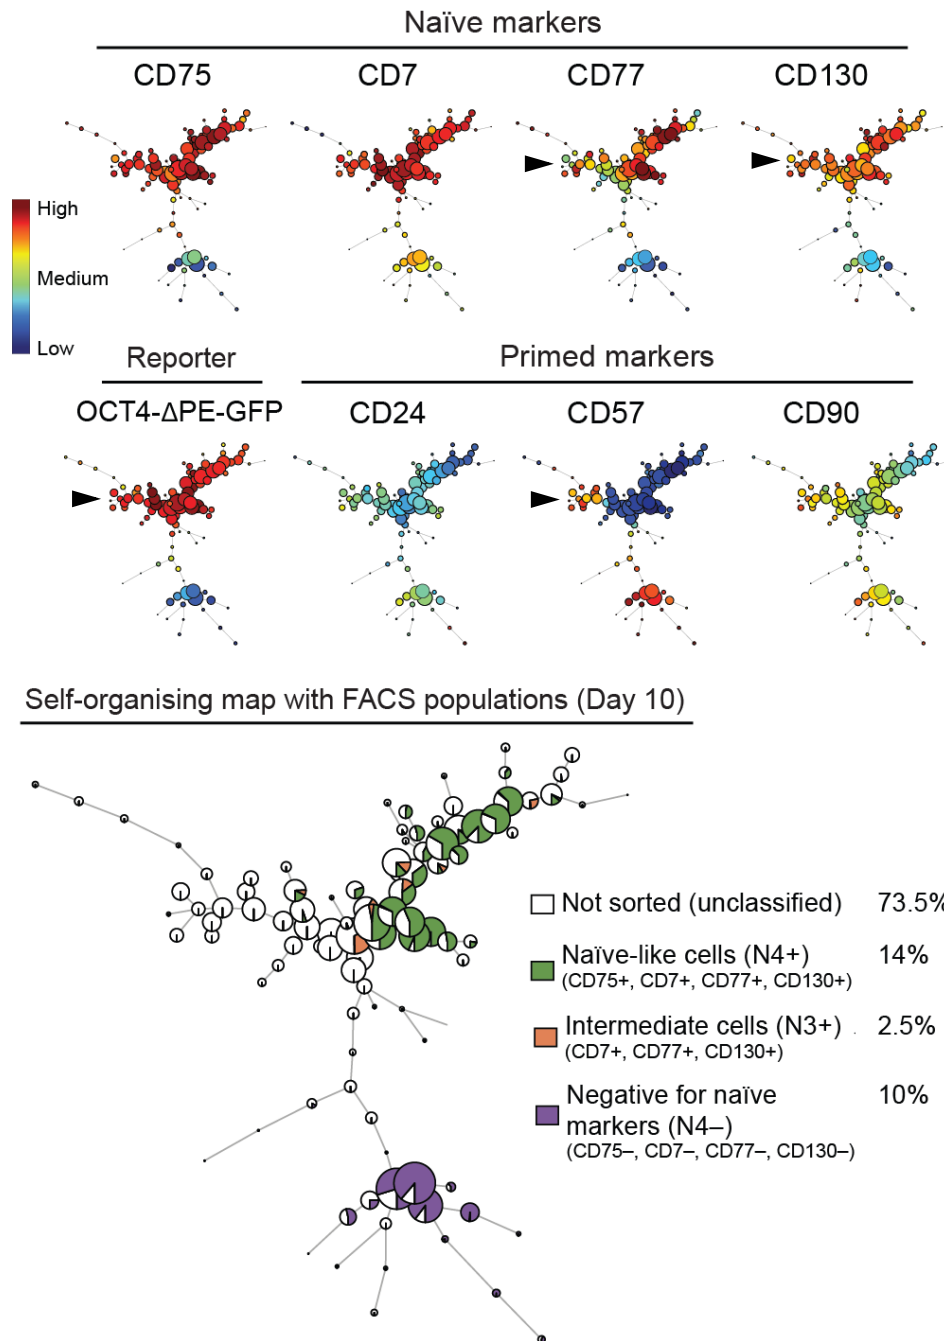 Naïve markers
CD75 CD7 CD77 CD130
High
Medium
Low
Reporter Primed markers
OCT4-ΔPE-GFP CD24 CD57 CD90
Self-organising map with FACS populations (Day 10)
Not sorted (unclassified) 73.5%
Naïve-like cells (N4+) 14%
(CD75+, CD7+, CD77+, CD130+)
Intermediate cells (N3+) 2.5%
(CD7+, CD77+, CD130+)
Negative for naïve 10%
markers (N4–)
(CD75–, CD7–, CD77–, CD130–)